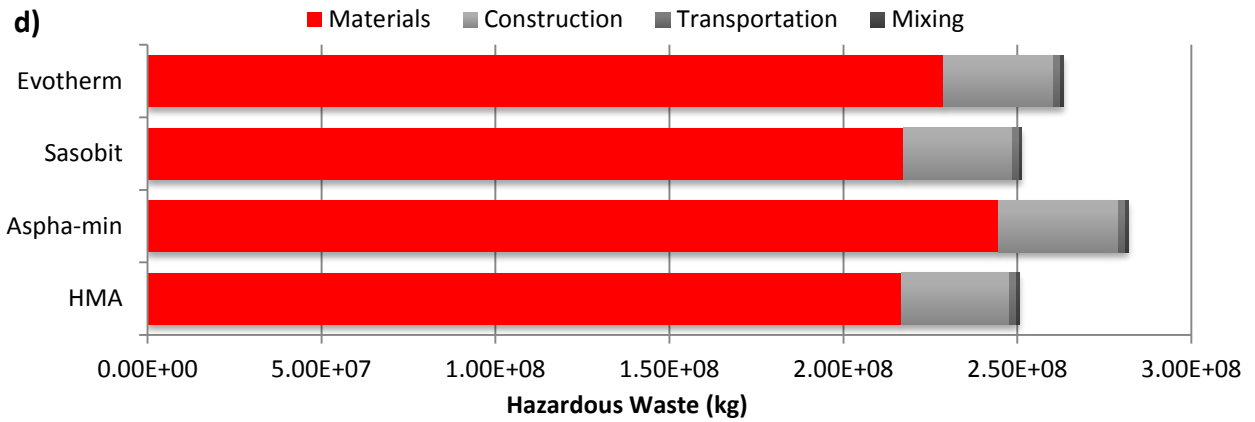 d)
Materials Construction Transportation Mixing
Evotherm
Sasobit
Aspha-min
HMA
0.00E+00 5.00E+07 1.00E+08 1.50E+08 2.00E+08 2.50E+08 3.00E+08
Hazardous Waste (kg)